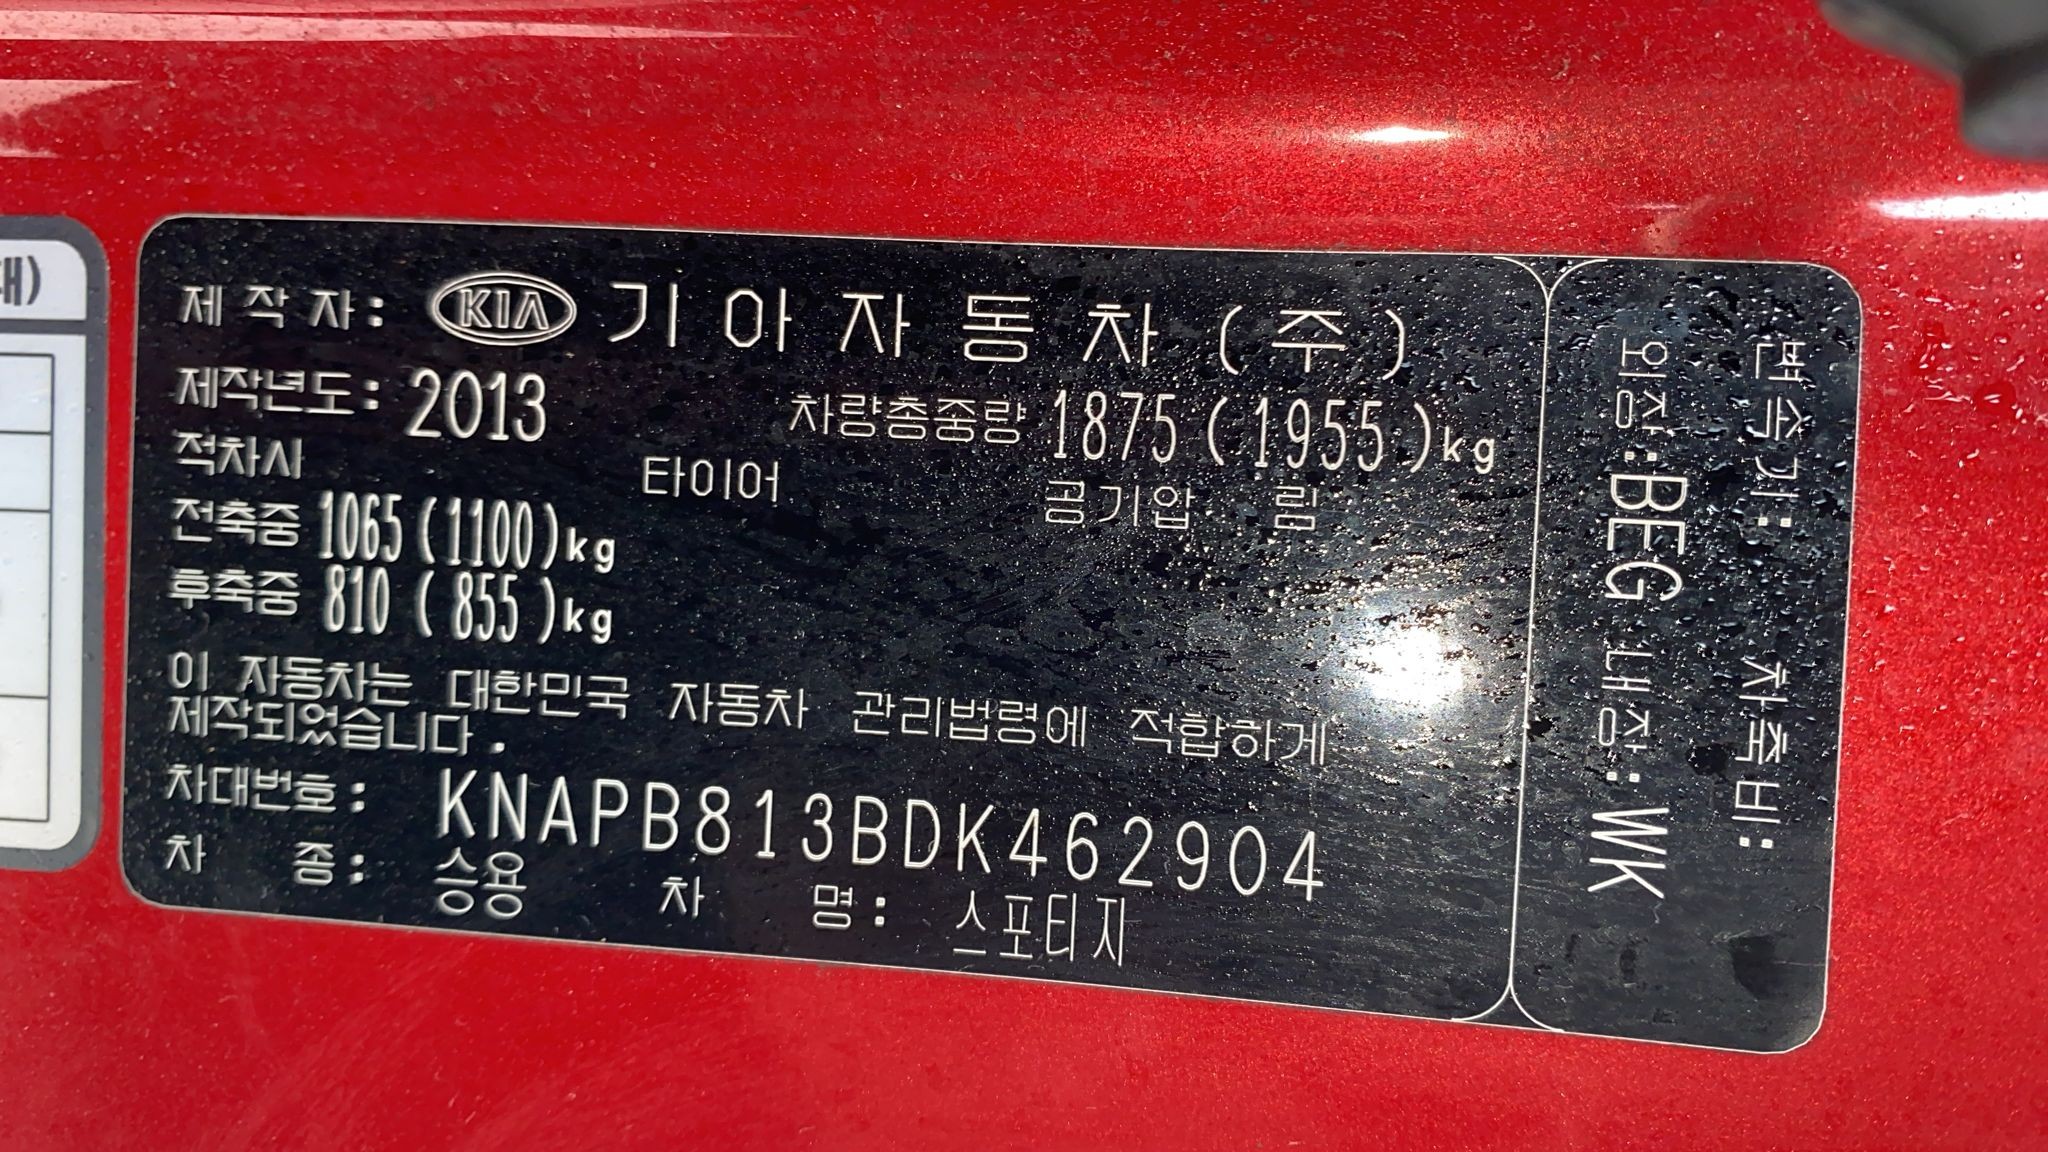 대)
제 작 자: KIA 기 아 자 동 차 (주)
제작년도: 2013 차량총중량 1875 (1955)kg
적차시 타이어 공기압 림
전축중 1065 (1100)kg
후축중 810 (855)kg
이 자동차는 대한민국 자동차 관리법령에 적합하게
제작되었습니다.
차대번호: KNAPB813BDK462904
차 종: 승용 차 명: 스포티지
변속기: 차축비:
외장:BEG 내장:WK